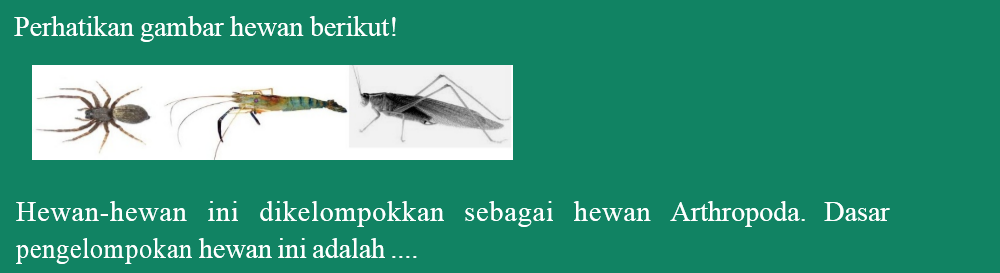 Perhatikan gambar hewan berikut!
Hewan-hewan ini dikelompokkan sebagai hewan Arthropoda. Dasar
pengelompokan hewan ini adalah ....